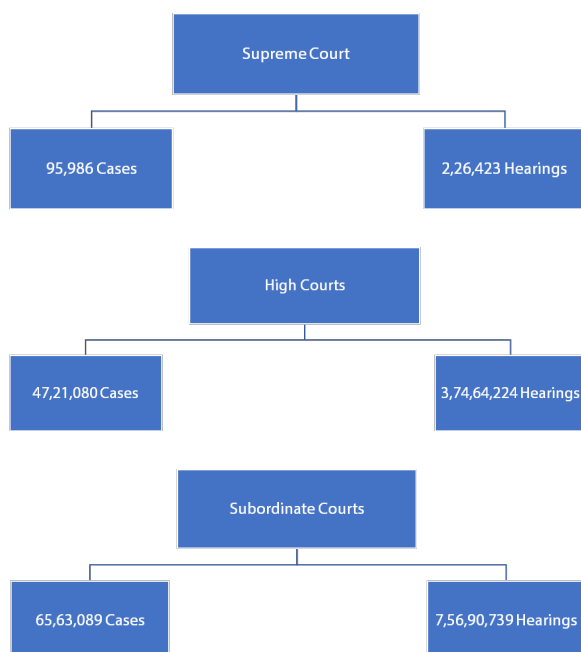 Supreme Court
95,986 Cases
2,26,423 Hearings
High Courts
47,21,080 Cases
3,74,64,224 Hearings
Subordinate Courts
65,63,089 Cases
7,56,90,739 Hearings